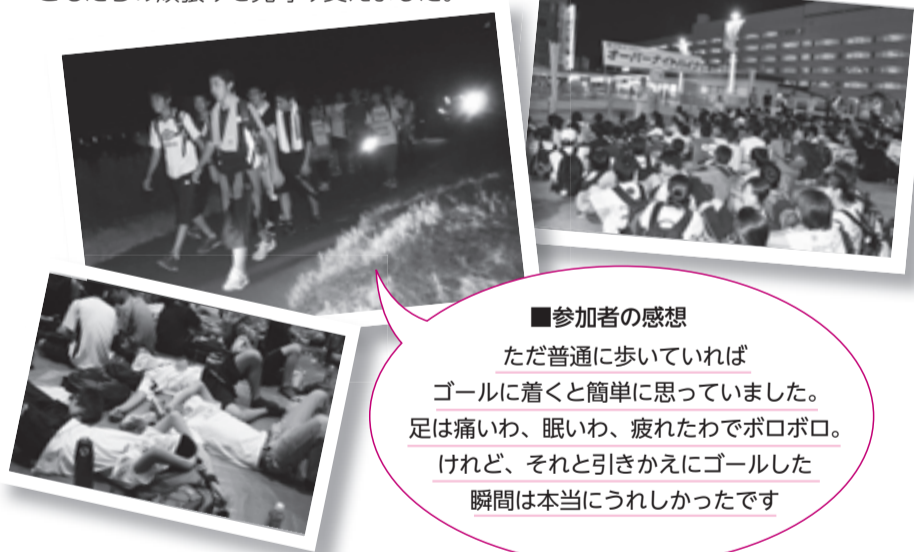 ■参加者の感想
ただ普通に歩いていれば
ゴールに着くと簡単に思っていました。
足は痛いわ、眠いわ、疲れたわでボロボロ。
けれど、それと引きかえにゴールした
瞬間は本当にうれしかったです